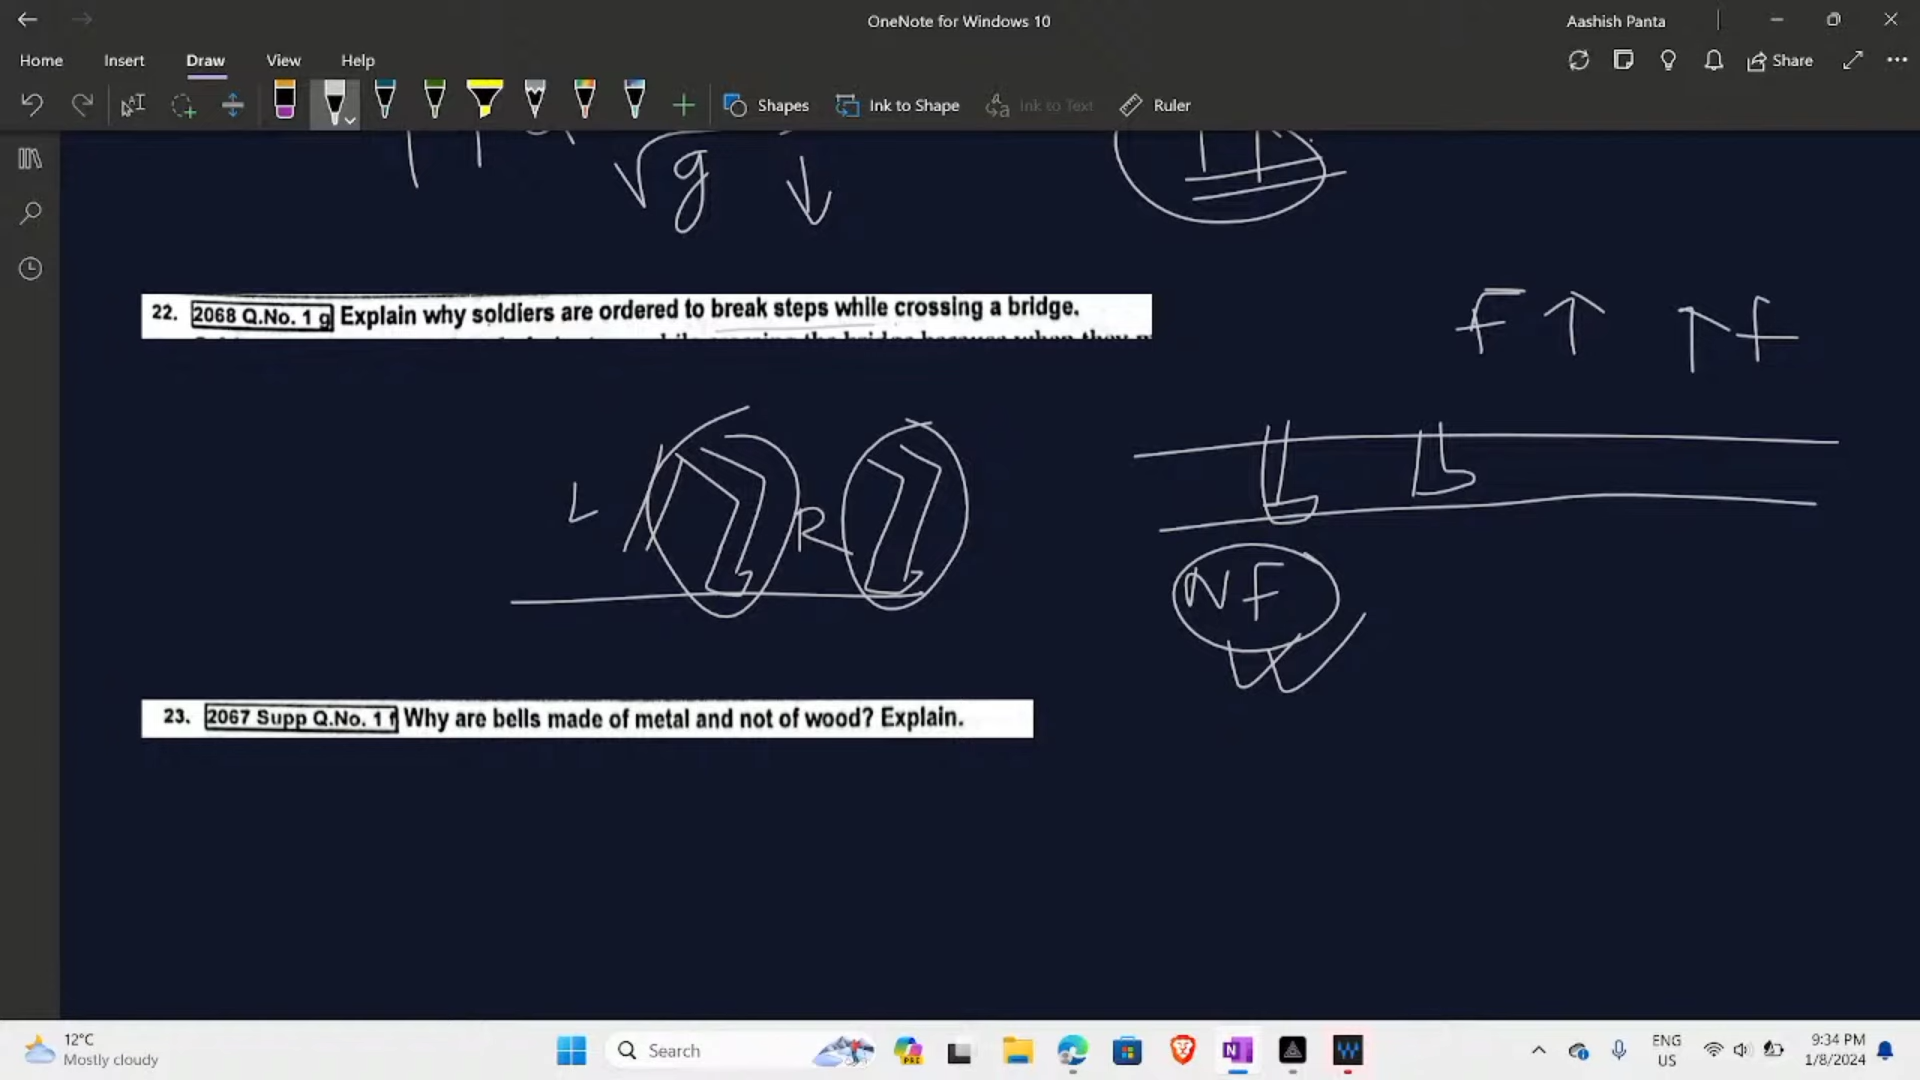 OneNote for Windows 10
Aashish Panta
Home Insert Draw View Help
Share
Shapes Ink to Shape Ink to Text Ruler
√g ↓
22. 2068 Q.No. 1 g Explain why soldiers are ordered to break steps while crossing a bridge.
F ↑ ↑ f
L R
NF
23. 2067 Supp Q.No. 1 f Why are bells made of metal and not of wood? Explain.
12°C
Mostly cloudy
Search
PRE
ENG
US
9:34 PM
1/8/2024